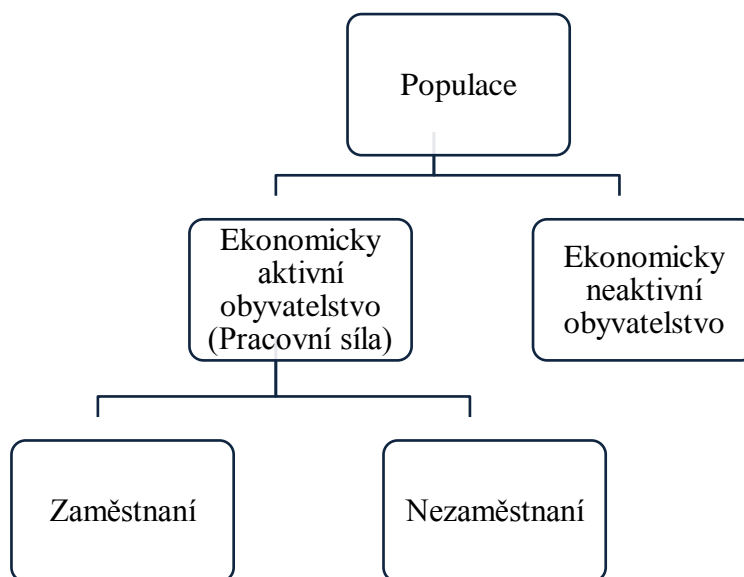 Populace
Ekonomicky
aktivní
obyvatelstvo
(Pracovní síla)
Ekonomicky
neaktivní
obyvatelstvo
Zaměstnaní
Nezaměstnaní